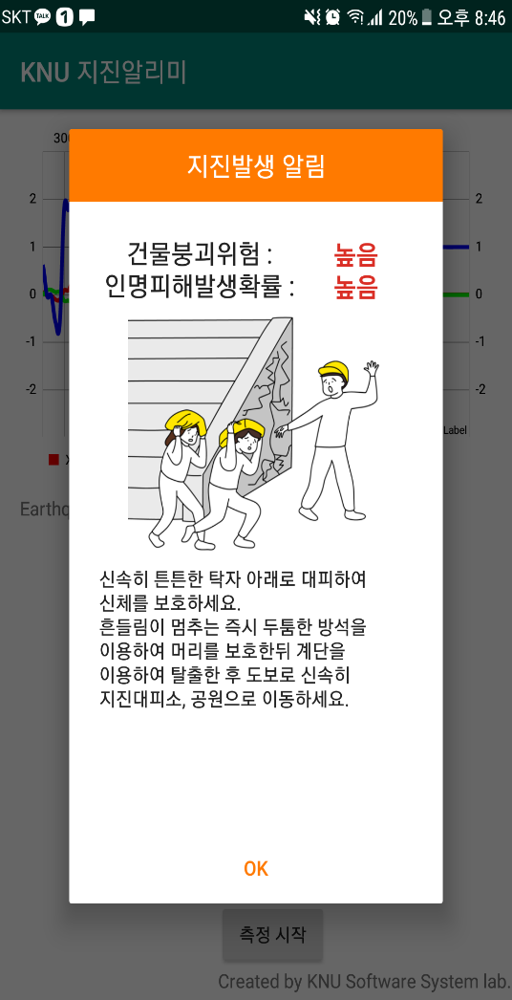 SKT TALK 1 20% 오후 8:46
KNU 지진알리미
300
지진발생 알림
건물붕괴위험 : 높음
인명피해발생확률 : 높음
2 2
1 1
0 0
-1 -1
-2 -2
Label
신속히 튼튼한 탁자 아래로 대피하여
신체를 보호하세요.
흔들림이 멈추는 즉시 두툼한 방석을
이용하여 머리를 보호한뒤 계단을
이용하여 탈출한 후 도보로 신속히
지진대피소, 공원으로 이동하세요.
OK
측정 시작
Created by KNU Software System lab.